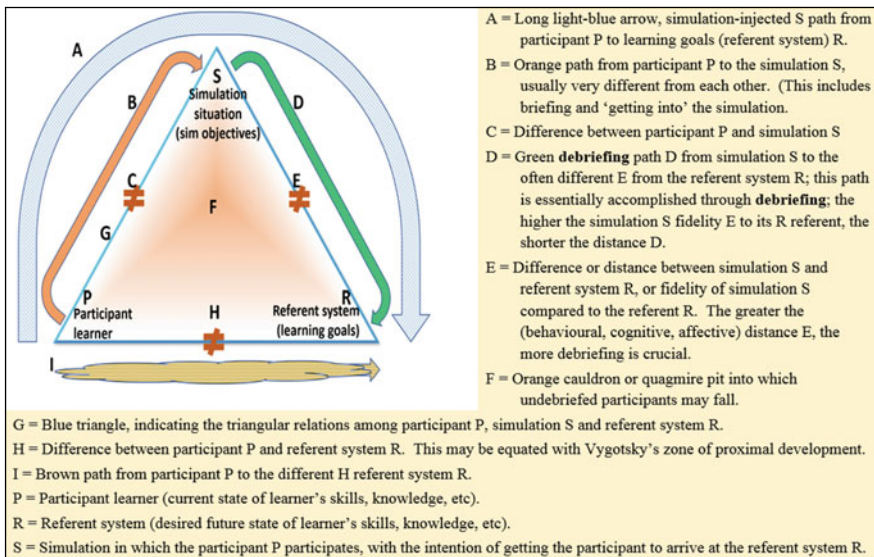 A
B
S
Simulation
situation
(sim objectives)
D
C
E
F
G
P
Participant
learner
H
R
Referent system
(learning goals)
I
A = Long light-blue arrow, simulation-injected S path from
participant P to learning goals (referent system) R.
B = Orange path from participant P to the simulation S,
usually very different from each other. (This includes
briefing and ‘getting into’ the simulation.
C = Difference between participant P and simulation S
D = Green debriefing path D from simulation S to the
often different E from the referent system R; this path
is essentially accomplished through debriefing; the
higher the simulation S fidelity E to its R referent, the
shorter the distance D.
E = Difference or distance between simulation S and
referent system R, or fidelity of simulation S
compared to the referent R. The greater the
(behavioural, cognitive, affective) distance E, the
more debriefing is crucial.
F = Orange cauldron or quagmire pit into which
undebriefed participants may fall.
G = Blue triangle, indicating the triangular relations among participant P, simulation S and referent system R.
H = Difference between participant P and referent system R. This may be equated with Vygotsky’s zone of proximal development.
I = Brown path from participant P to the different H referent system R.
P = Participant learner (current state of learner’s skills, knowledge, etc).
R = Referent system (desired future state of learner’s skills, knowledge, etc).
S = Simulation in which the participant P participates, with the intention of getting the participant to arrive at the referent system R.